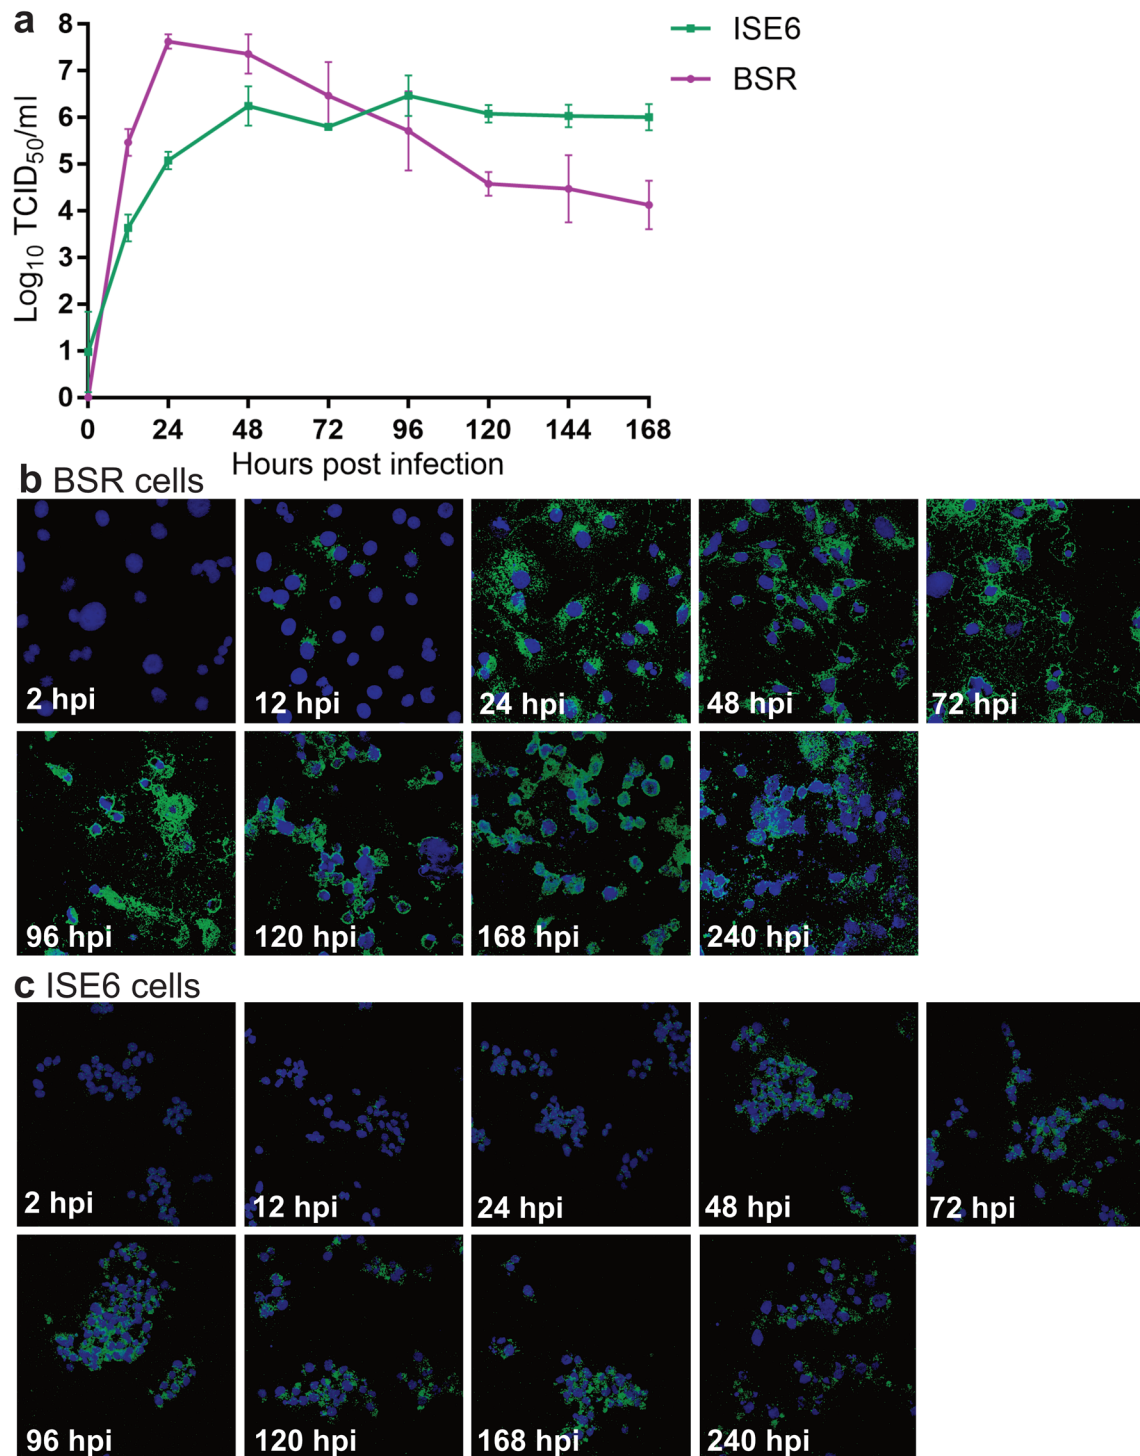 a
8
7
6
5
4
3
2
1
0
Log10 TCID50/ml
0 24 48 72 96 120 144 168
Hours post infection
ISE6
BSR
b BSR cells
2 hpi 12 hpi 24 hpi 48 hpi 72 hpi
96 hpi 120 hpi 168 hpi 240 hpi
c ISE6 cells
2 hpi 12 hpi 24 hpi 48 hpi 72 hpi
96 hpi 120 hpi 168 hpi 240 hpi